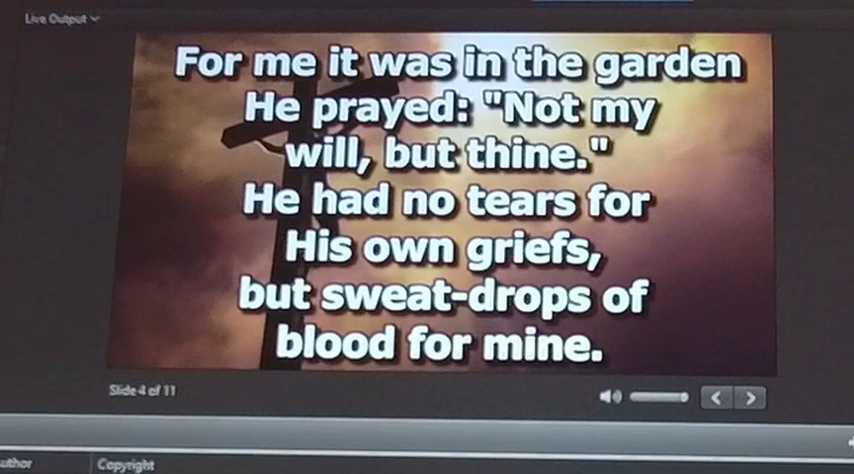 Live Output
For me it was in the garden
He prayed: "Not my
will, but thine."
He had no tears for
His own griefs,
but sweat-drops of
blood for mine.
Slide 4 of 11
uthor Copyright